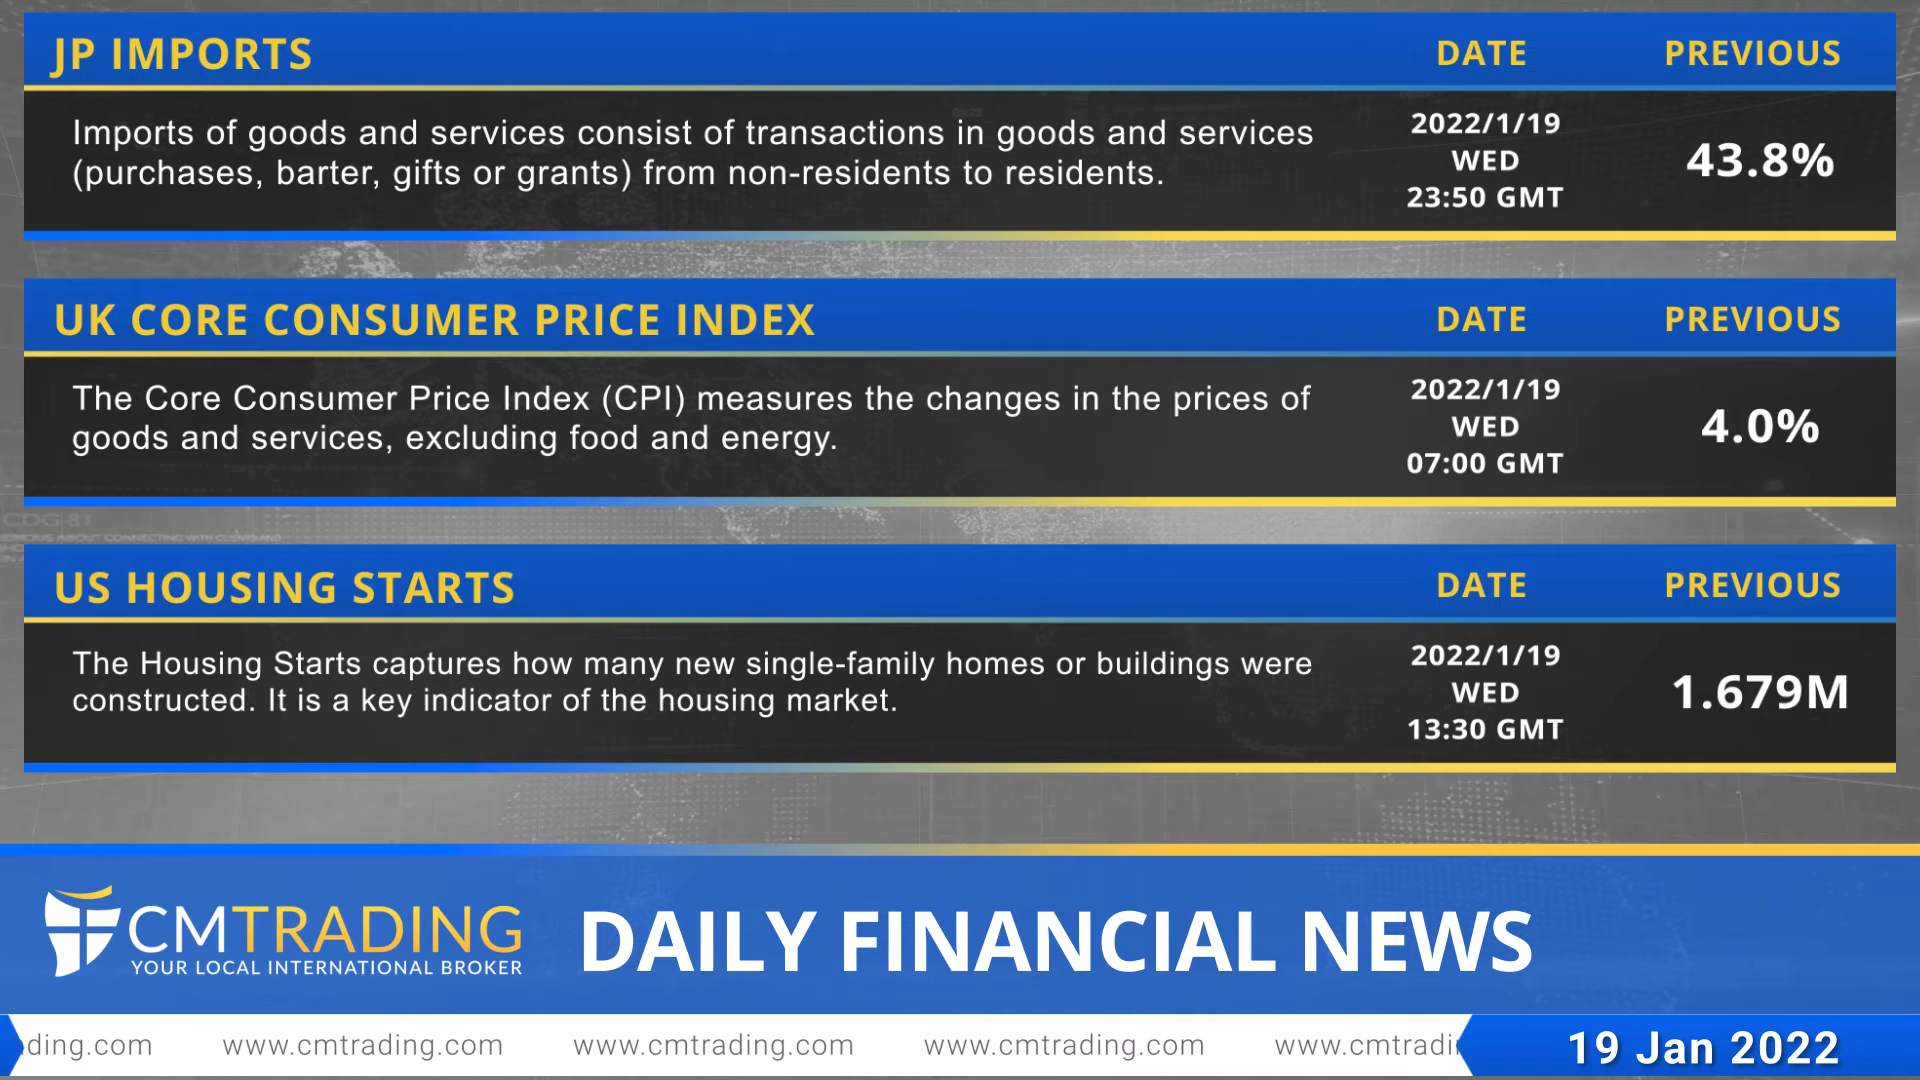 JP IMPORTS DATE PREVIOUS
Imports of goods and services consist of transactions in goods and services
(purchases, barter, gifts or grants) from non-residents to residents.
2022/1/19
WED
23:50 GMT
43.8%
UK CORE CONSUMER PRICE INDEX DATE PREVIOUS
The Core Consumer Price Index (CPI) measures the changes in the prices of
goods and services, excluding food and energy.
2022/1/19
WED
07:00 GMT
4.0%
CDG 81
US HOUSING STARTS DATE PREVIOUS
The Housing Starts captures how many new single-family homes or buildings were
constructed. It is a key indicator of the housing market.
2022/1/19
WED
13:30 GMT
1.679M
CMTRADING
YOUR LOCAL INTERNATIONAL BROKER
DAILY FINANCIAL NEWS
ding.com www.cmtrading.com www.cmtrading.com www.cmtrading.com www.cmtradi
19 Jan 2022